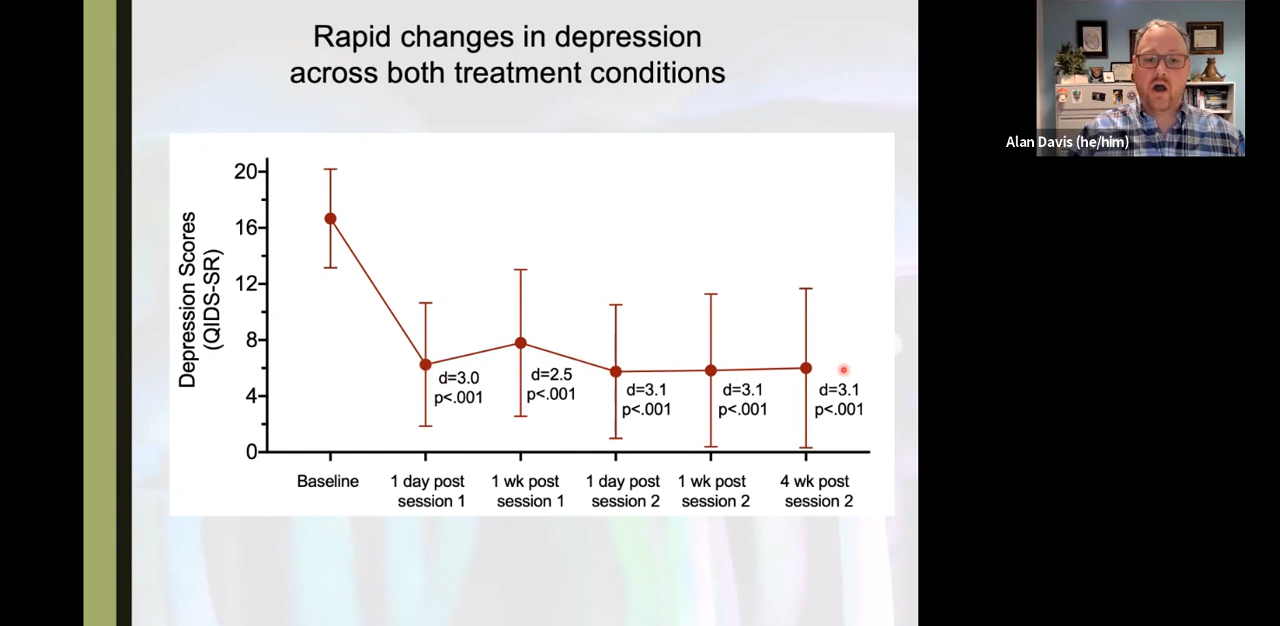 Rapid changes in depression
across both treatment conditions
Alan Davis (he/him)
Depression Scores
(QIDS-SR)
20
16
12
8
4
0
d=3.0
p<.001
d=2.5
p<.001
d=3.1
p<.001
d=3.1
p<.001
d=3.1
p<.001
Baseline
1 day post
session 1
1 wk post
session 1
1 day post
session 2
1 wk post
session 2
4 wk post
session 2